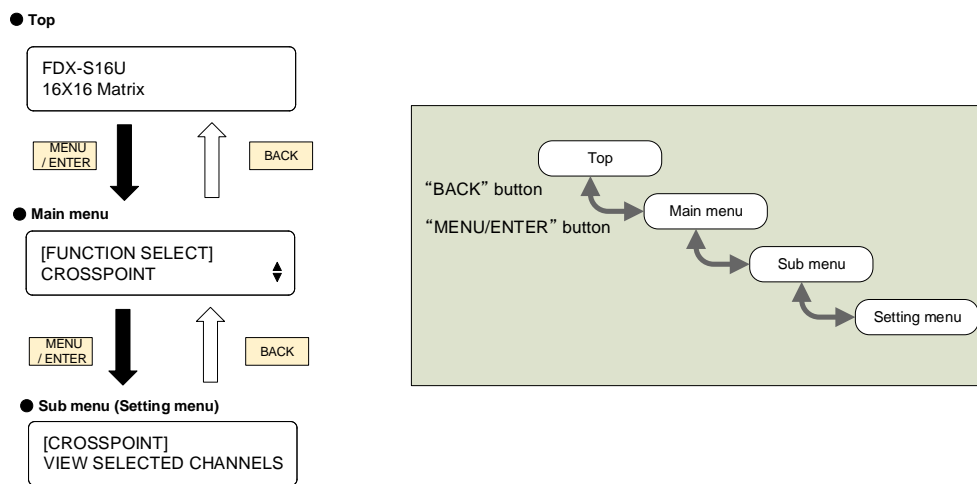 ● Top
FDX-S16U
16X16 Matrix
MENU
/ ENTER
BACK
● Main menu
[FUNCTION SELECT]
CROSSPOINT
MENU
/ ENTER
BACK
● Sub menu (Setting menu)
[CROSSPOINT]
VIEW SELECTED CHANNELS
Top
“BACK” button
Main menu
“MENU/ENTER” button
Sub menu
Setting menu